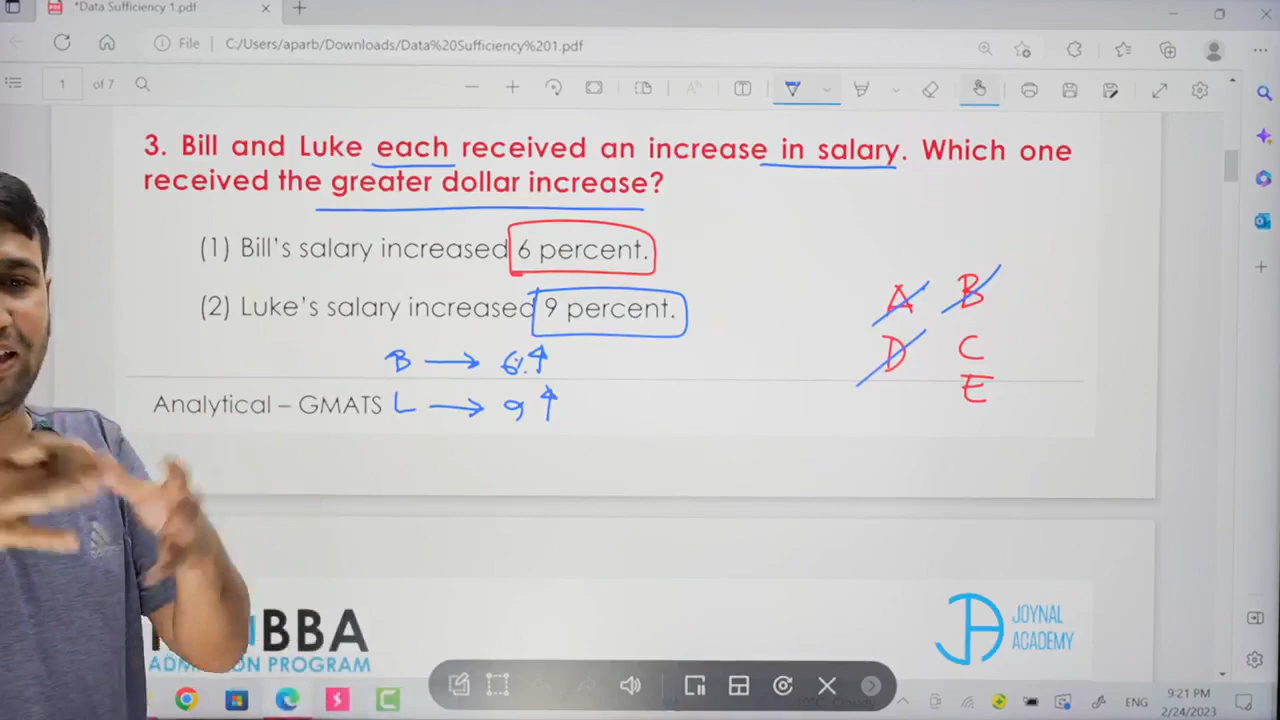 *Data Sufficiency 1.pdf
File C:/Users/aparb/Downloads/Data%20Sufficiency%201.pdf
1 of 7
3. Bill and Luke each received an increase in salary. Which one
received the greater dollar increase?
(1) Bill's salary increased 6 percent.
(2) Luke's salary increased 9 percent.
A B
D C
E
B → 6% ↑
L → 9 ↑
Analytical – GMATS
BBA
ADMISSION PROGRAM
JOYNAL
ACADEMY
ENG
9:21 PM
2/24/2023